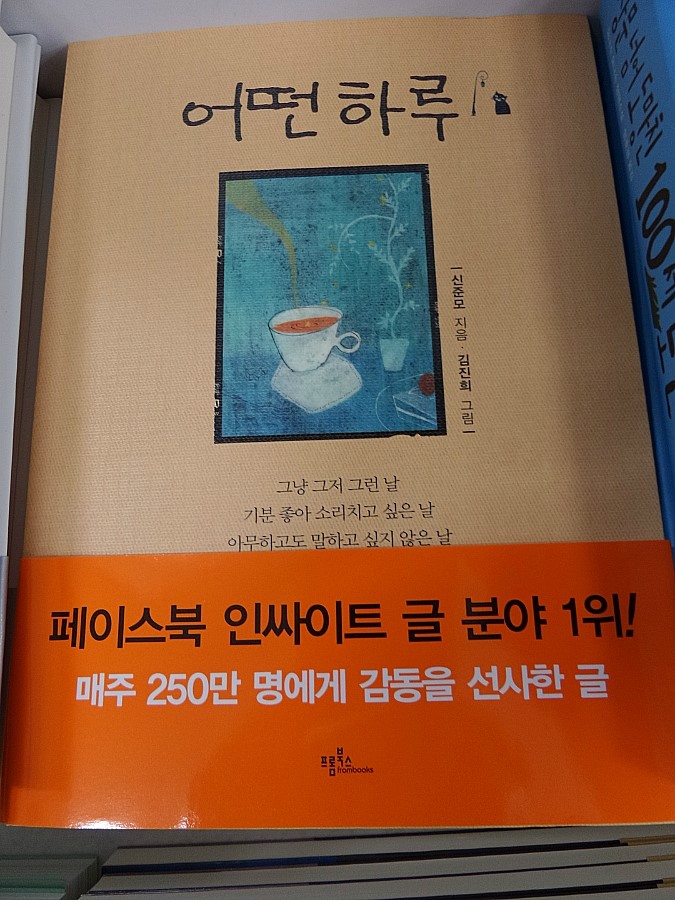 어떤 하루
신준모 지음 · 김진희 그림
그냥 그저 그런 날
기분 좋아 소리치고 싶은 날
아무하고도 말하고 싶지 않은 날
페이스북 인싸이트 글 분야 1위!
매주 250만 명에게 감동을 선사한 글
프롬북스
frombooks
100세